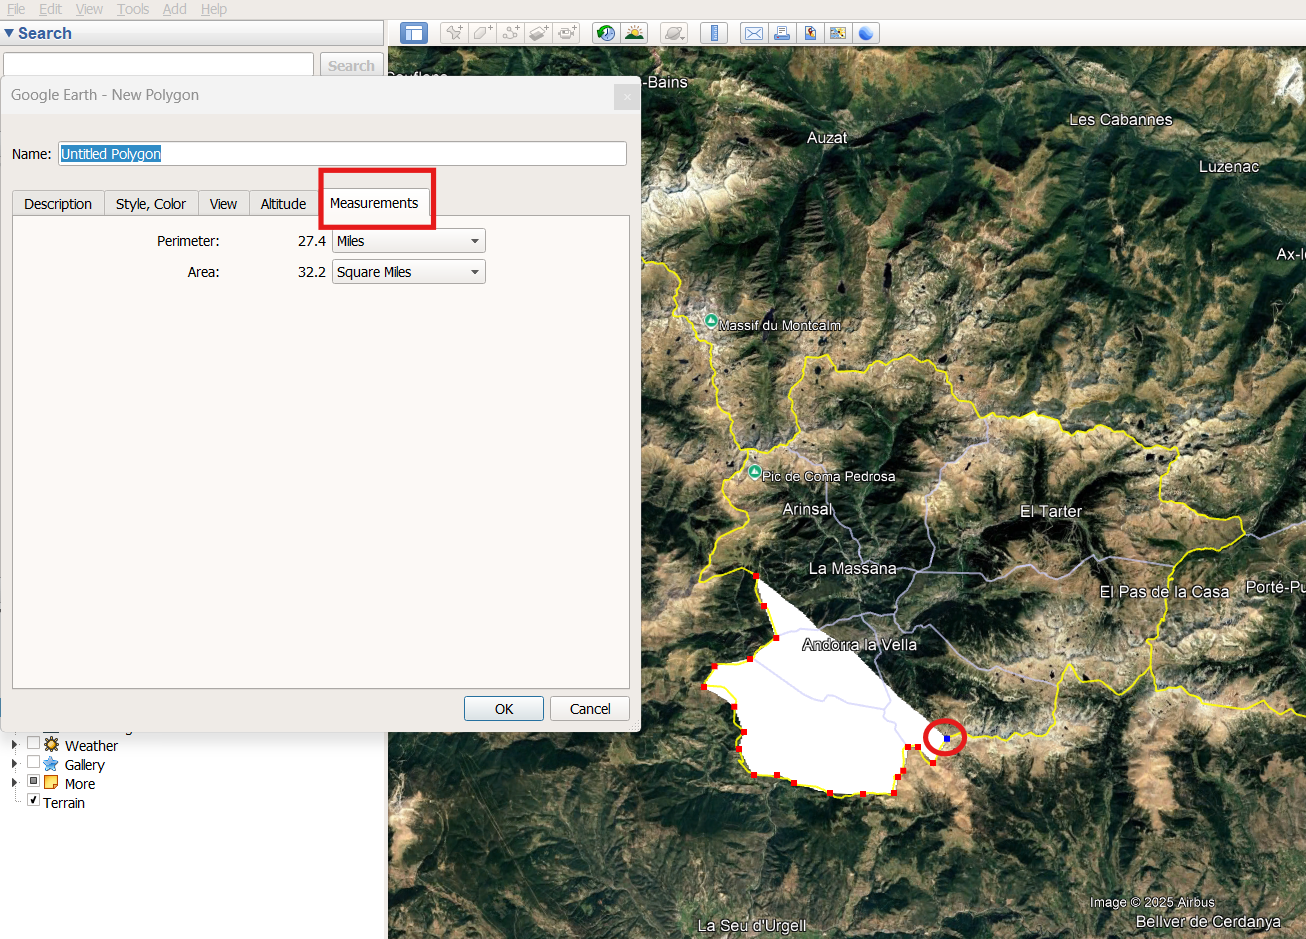 File Edit View Tools Add Help
Search
Search
Google Earth - New Polygon
Name: Untitled Polygon
Description Style, Color View Altitude Measurements
Perimeter: 27.4 Miles
Area: 32.2 Square Miles
OK Cancel
Weather
Gallery
More
Terrain
-Bains
Les Cabannes
Auzat
Luzenac
Massif du Montcalm
Pic de Coma Pedrosa
Arinsal
El Tarter
La Massana
El Pas de la Casa
Andorra la Vella
La Seu d'Urgell
Image © 2025 Airbus
Bellver de Cerdanya